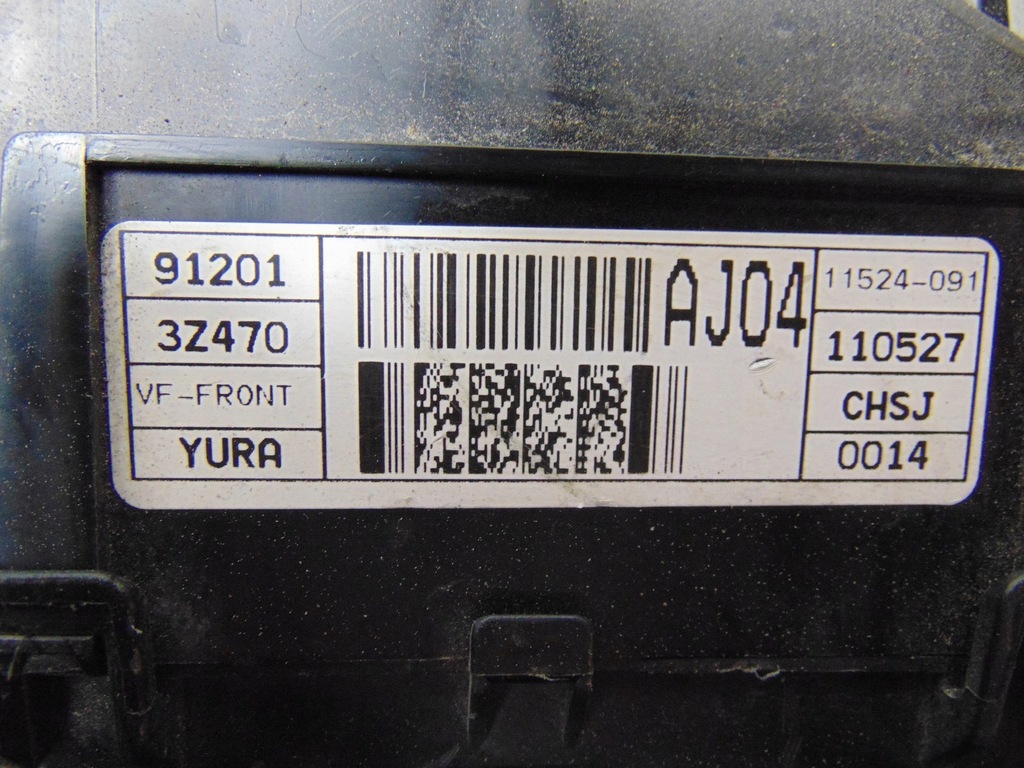 91201
3Z470
VF-FRONT
YURA
AJ04
11524-091
110527
CHSJ
0014